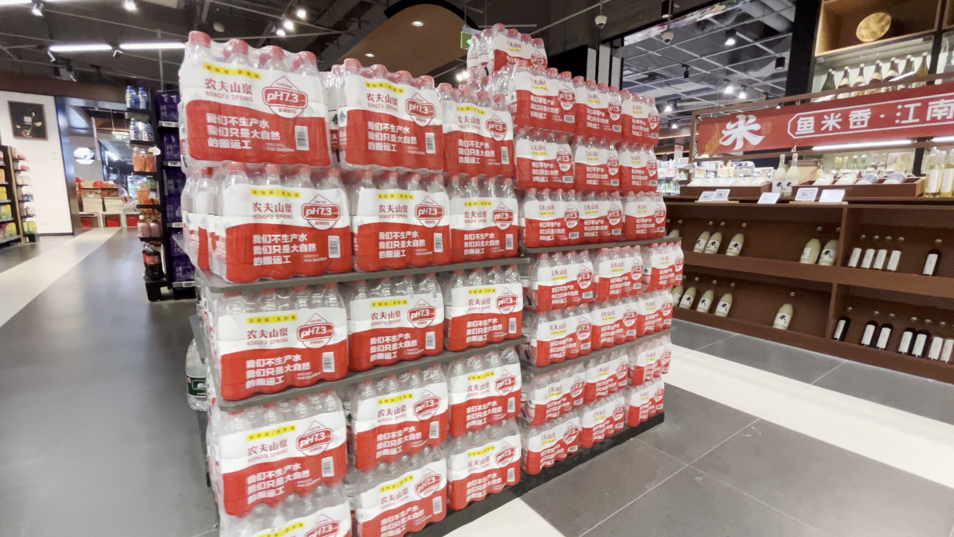 农夫山泉
NONGFU SPRING
pH7.3
我们不生产水
我们只是大自然
的搬运工
米
鱼米香·江南